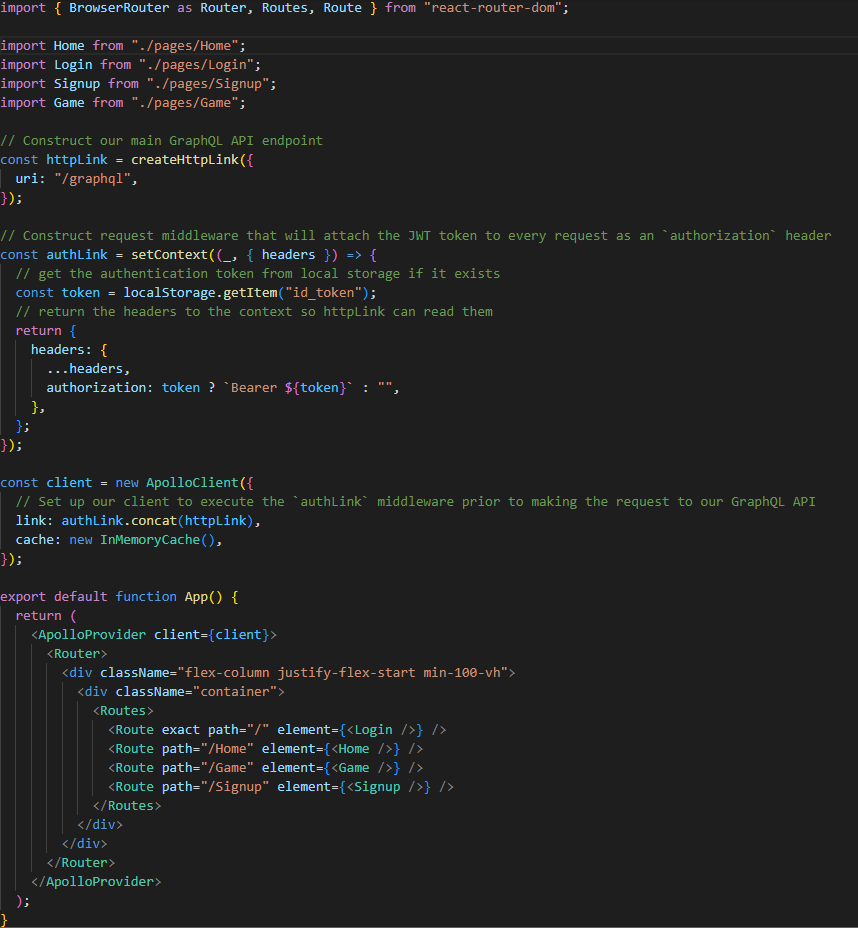 import { BrowserRouter as Router, Routes, Route } from "react-router-dom";
import Home from "./pages/Home";
import Login from "./pages/Login";
import Signup from "./pages/Signup";
import Game from "./pages/Game";
// Construct our main GraphQL API endpoint
const httpLink = createHttpLink({
  uri: "/graphql",
});
// Construct request middleware that will attach the JWT token to every request as an `authorization` header
const authLink = setContext((_, { headers }) => {
  // get the authentication token from local storage if it exists
  const token = localStorage.getItem("id_token");
  // return the headers to the context so httpLink can read them
  return {
    headers: {
      ...headers,
      authorization: token ? `Bearer ${token}` : "",
    },
  };
});
const client = new ApolloClient({
  // Set up our client to execute the `authLink` middleware prior to making the request to our GraphQL API
  link: authLink.concat(httpLink),
  cache: new InMemoryCache(),
});
export default function App() {
  return (
    <ApolloProvider client={client}>
      <Router>
        <div className="flex-column justify-flex-start min-100-vh">
          <div className="container">
            <Routes>
              <Route exact path="/" element={<Login />} />
              <Route path="/Home" element={<Home />} />
              <Route path="/Game" element={<Game />} />
              <Route path="/Signup" element={<Signup />} />
            </Routes>
          </div>
        </div>
      </Router>
    </ApolloProvider>
  );
}